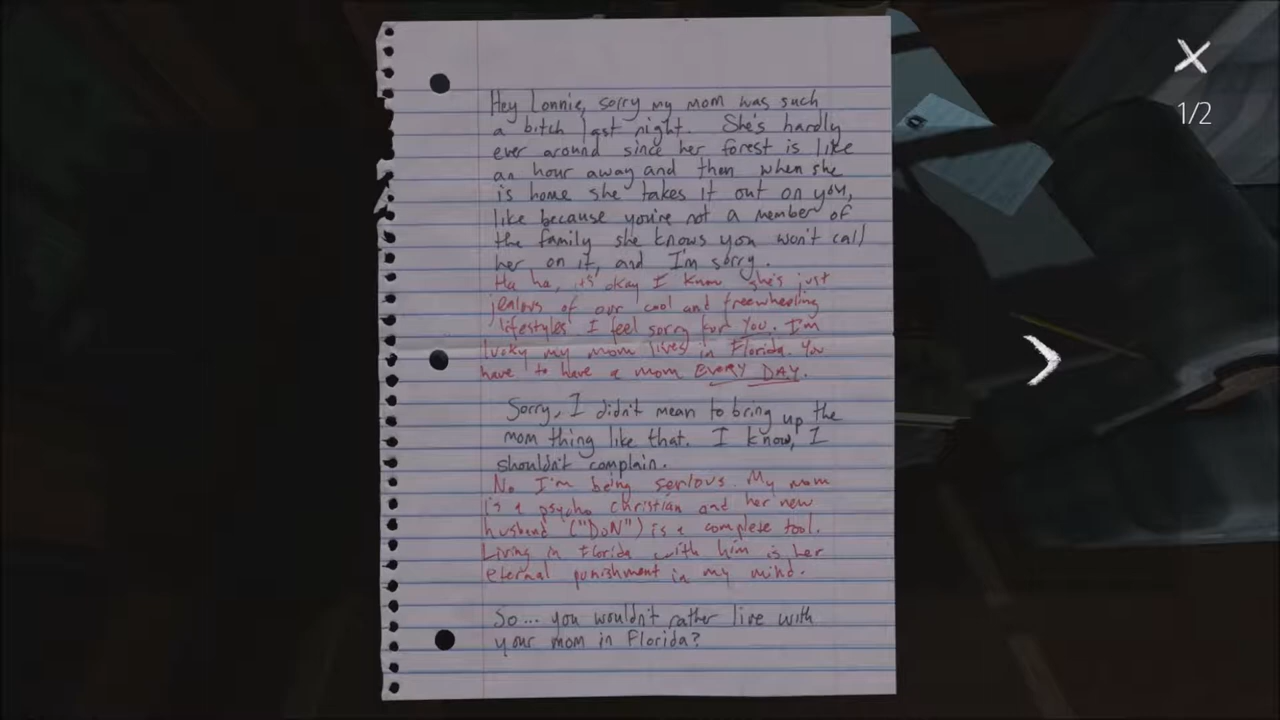 1/2
Hey Lonnie, sorry my mom was such
a bitch last night. She's hardly
ever around since her forest is like
an hour away and then when she
is home she takes it out on you,
like because you're not a member of
the family she knows you won't call
her on it, and I'm sorry.
Ha ha, it's okay I know she's just
jealous of our cool and freewheeling
lifestyles I feel sorry for YOU. I'm
lucky my mom lives in Florida. You
have to have a mom EVERY DAY.
Sorry, I didn't mean to bring up the
mom thing like that. I know, I
shouldn't complain.
No I'm being serious. My mom
is a psycho christian and her new
husband ("DON") is a complete tool.
Living in Florida with him is her
eternal punishment in my mind.
So... you wouldn't rather live with
your mom in Florida?